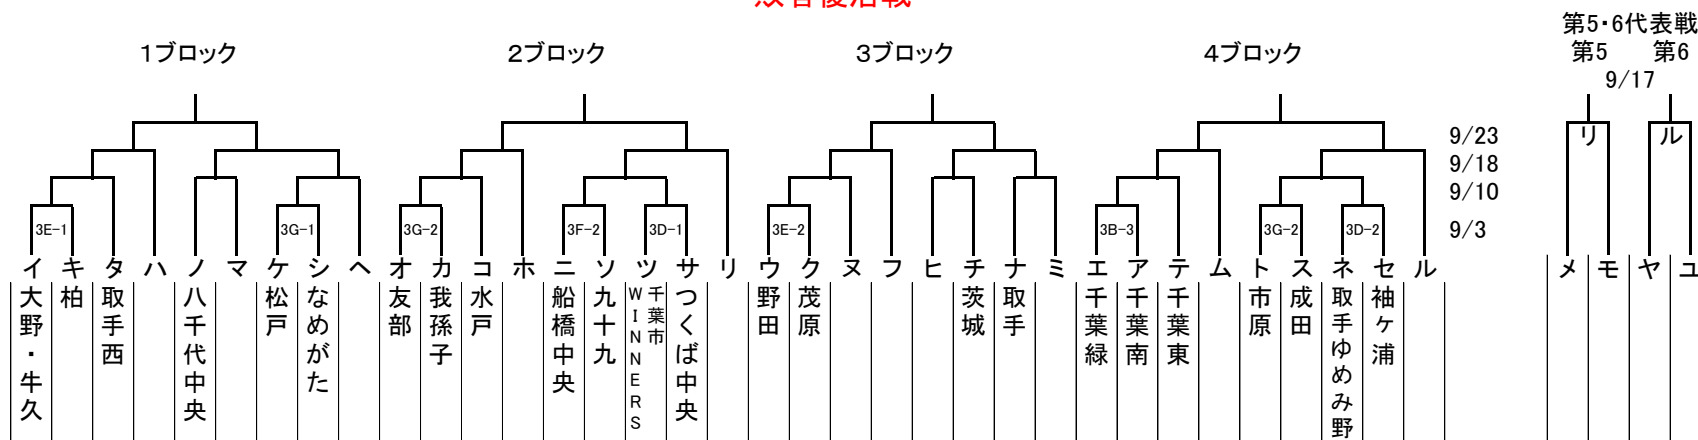 敗者復活戦
第5・6代表戦
1ブロック 2ブロック 3ブロック 4ブロック 第5 第6
9/17
9/23 リ ル
9/18
9/10
3E-1 3G-1 3G-2 3F-2 3D-1 3E-2 3B-3 3G-2 3D-2 9/3
イ キ タ ハ ノ マ ケ シ ヘ オ カ コ ホ ニ ソ ツ サ リ ウ ク ヌ フ ヒ チ ナ ミ エ ア テ ム ト ス ネ セ ル メ モ ヤ ユ
大野・牛久
柏
取手西
八千代中央
松戸
なめがた
友部
我孫子
水戸
船橋中央
九十九
千葉市
WINNERS
つくば中央
野田
茂原
茨城
取手
千葉緑
千葉南
千葉東
市原
成田
取手ゆめみ野
袖ヶ浦